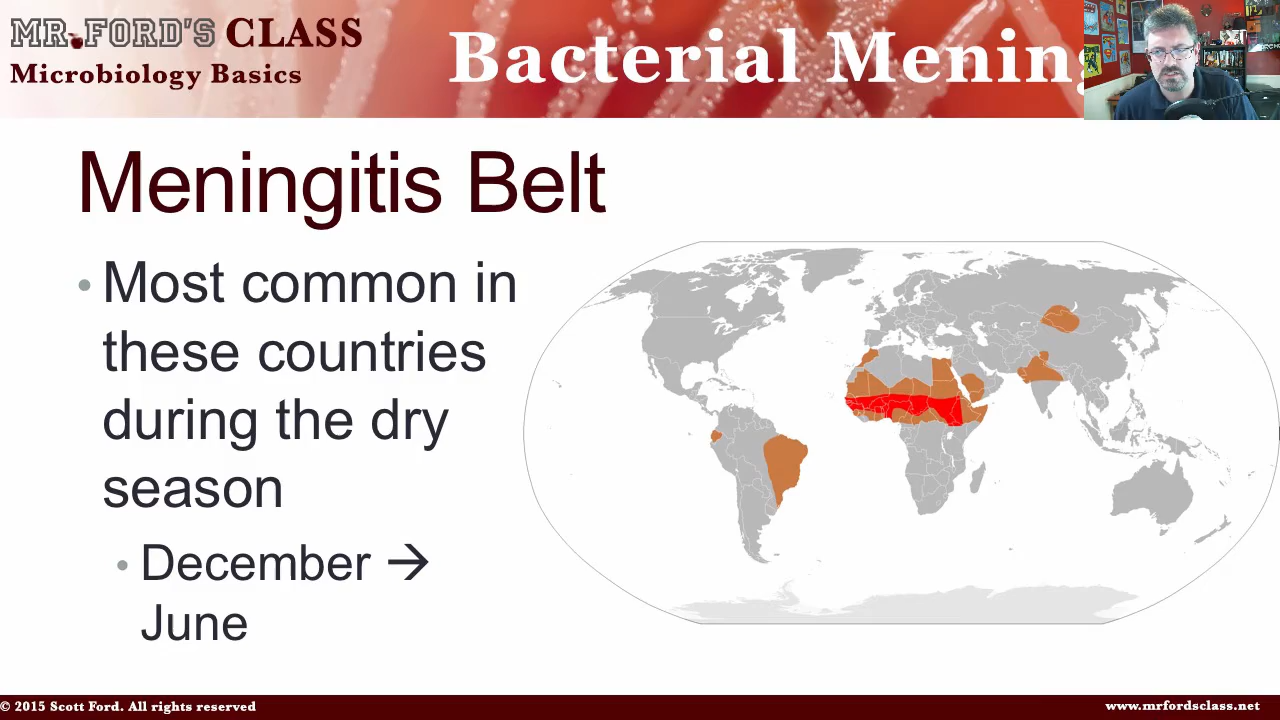 MR. FORD'S CLASS
Microbiology Basics
Bacterial Mening
Meningitis Belt
• Most common in
these countries
during the dry
season
• December →
June
© 2015 Scott Ford. All rights reserved
www.mrfordsclass.net